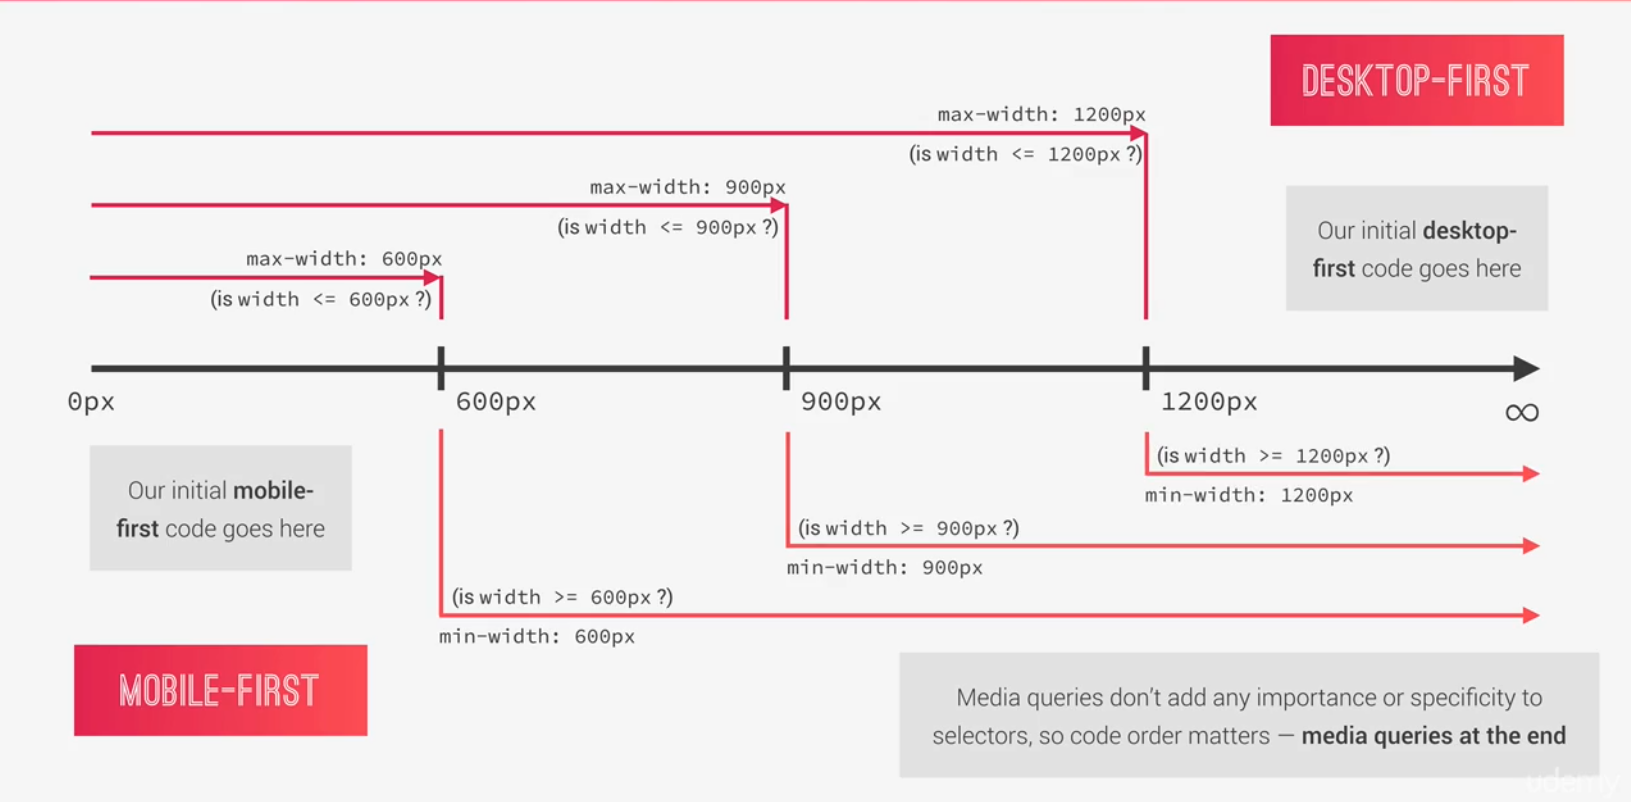 DESKTOP-FIRST
max-width: 1200px
(is width <= 1200px ?)
max-width: 900px
(is width <= 900px ?)
Our initial desktop-
first code goes here
max-width: 600px
(is width <= 600px ?)
0px
600px
900px
1200px
∞
(is width >= 1200px ?)
min-width: 1200px
Our initial mobile-
first code goes here
(is width >= 900px ?)
min-width: 900px
(is width >= 600px ?)
min-width: 600px
MOBILE-FIRST
Media queries don’t add any importance or specificity to
selectors, so code order matters — media queries at the end
udemy